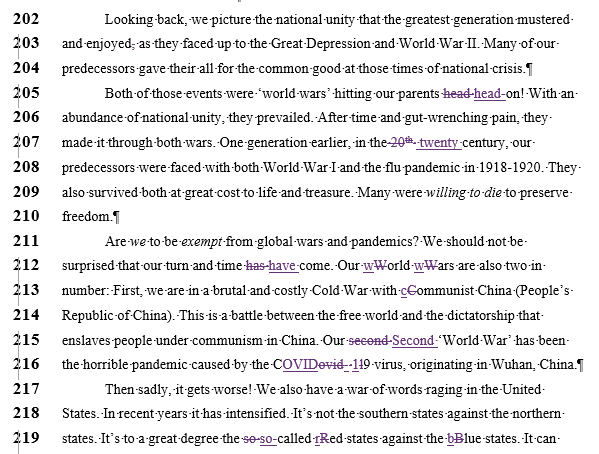 202 Looking back, we picture the national unity that the greatest generation mustered
203 and enjoyed, as they faced up to the Great Depression and World War II. Many of our
204 predecessors gave their all for the common good at those times of national crisis.¶
205 Both of those events were ‘world wars’ hitting our parents head head-on! With an
206 abundance of national unity, they prevailed. After time and gut-wrenching pain, they
207 made it through both wars. One generation earlier, in the 20th twenty century, our
208 predecessors were faced with both World War I and the flu pandemic in 1918-1920. They
209 also survived both at great cost to life and treasure. Many were willing to die to preserve
210 freedom.¶
211 Are we to be exempt from global wars and pandemics? We should not be
212 surprised that our turn and time has have come. Our wWorld wWars are also two in
213 number: First, we are in a brutal and costly Cold War with cCommunist China (People’s
214 Republic of China). This is a battle between the free world and the dictatorship that
215 enslaves people under communism in China. Our second Second ‘World War’ has been
216 the horrible pandemic caused by the COVIDovid -119 virus, originating in Wuhan, China.¶
217 Then sadly, it gets worse! We also have a war of words raging in the United
218 States. In recent years it has intensified. It’s not the southern states against the northern
219 states. It’s to a great degree the so so-called rRed states against the bBlue states. It can